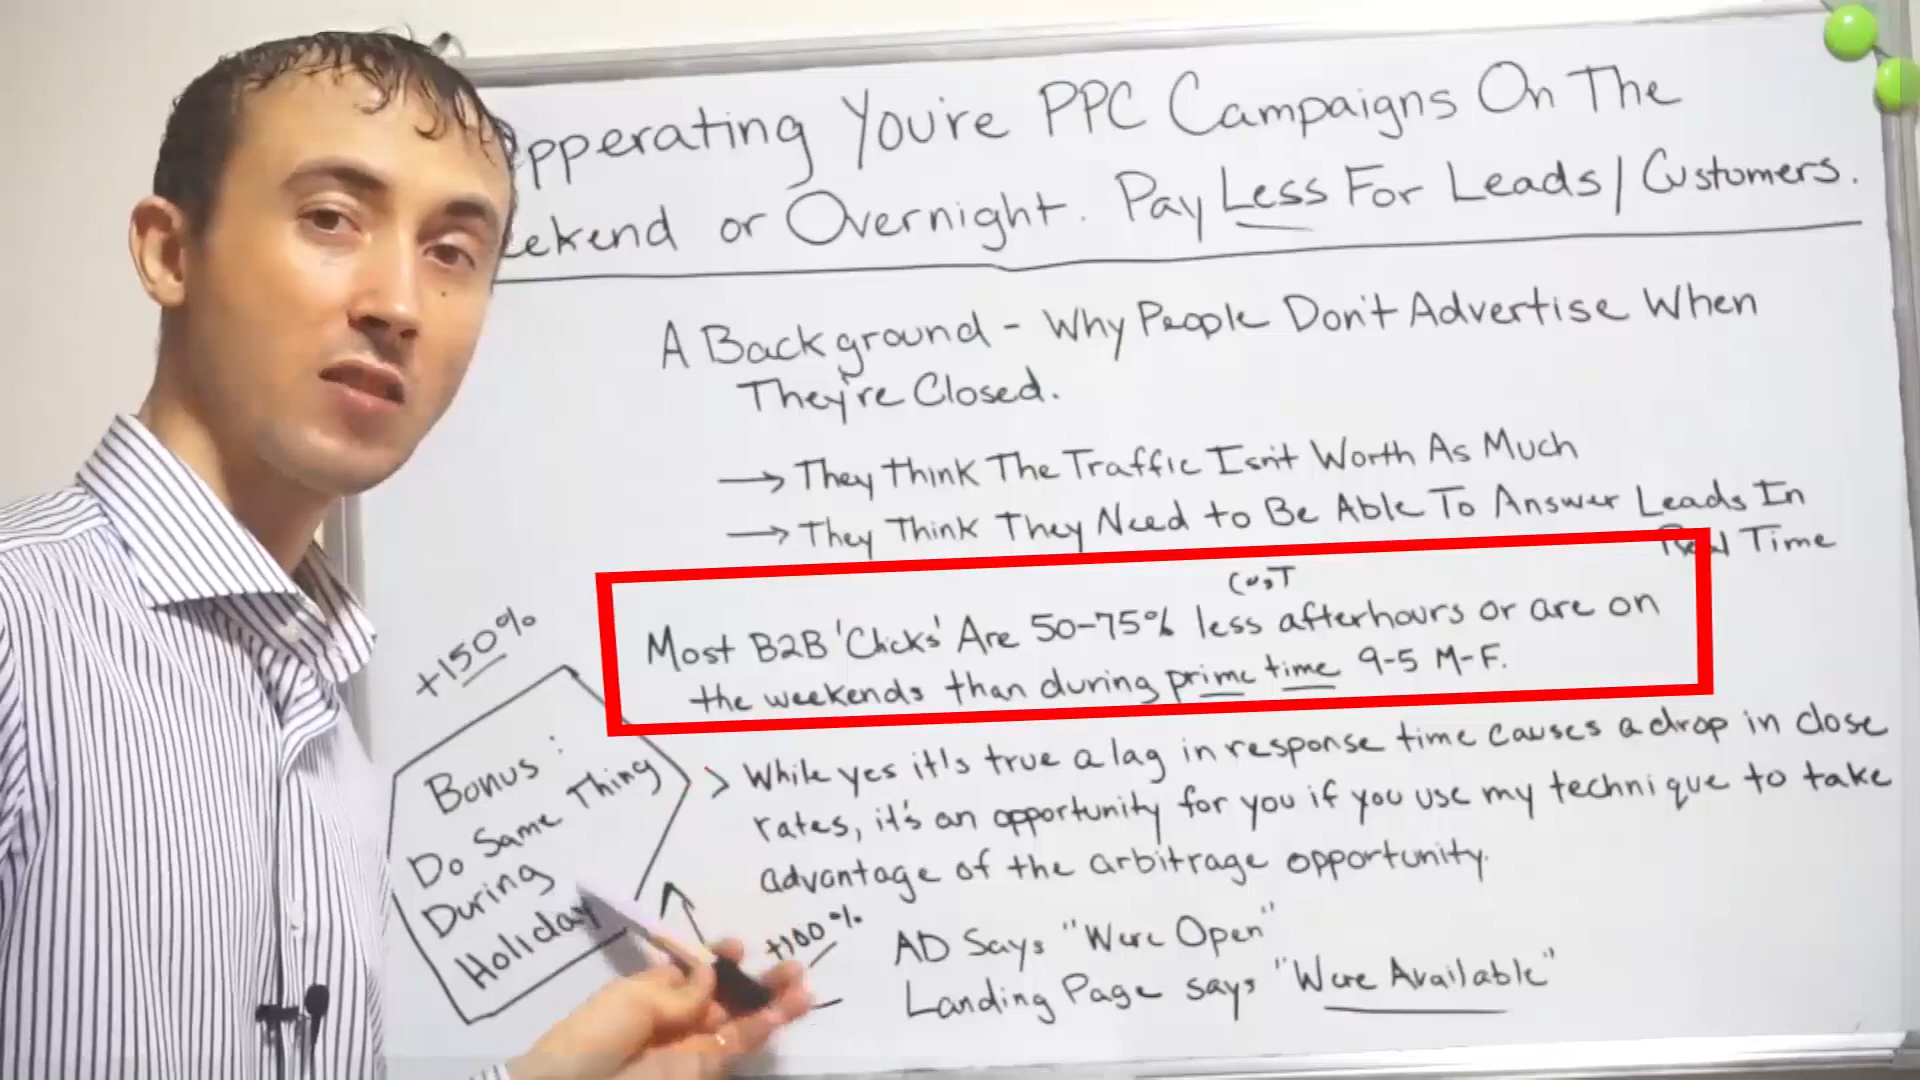 Opperating You're PPC Campaigns On The
ekend or Overnight. Pay Less For Leads/Customers.
A Background - Why People Don't Advertise When
They're Closed.
→ They Think The Traffic Isn't Worth As Much
→ They Think They Need to Be Able To Answer Leads In
Real Time
Cost
Most B2B 'Clicks' Are 50-75% less afterhours or are on
the weekends than during prime time 9-5 M-F.
> While yes it's true a lag in response time causes a drop in close
rates, it's an opportunity for you if you use my technique to take
advantage of the arbitrage opportunity.
AD Says "Were Open"
Landing Page says "Were Available"
+150%
Bonus:
Do Same Thing
During
Holiday
+100%